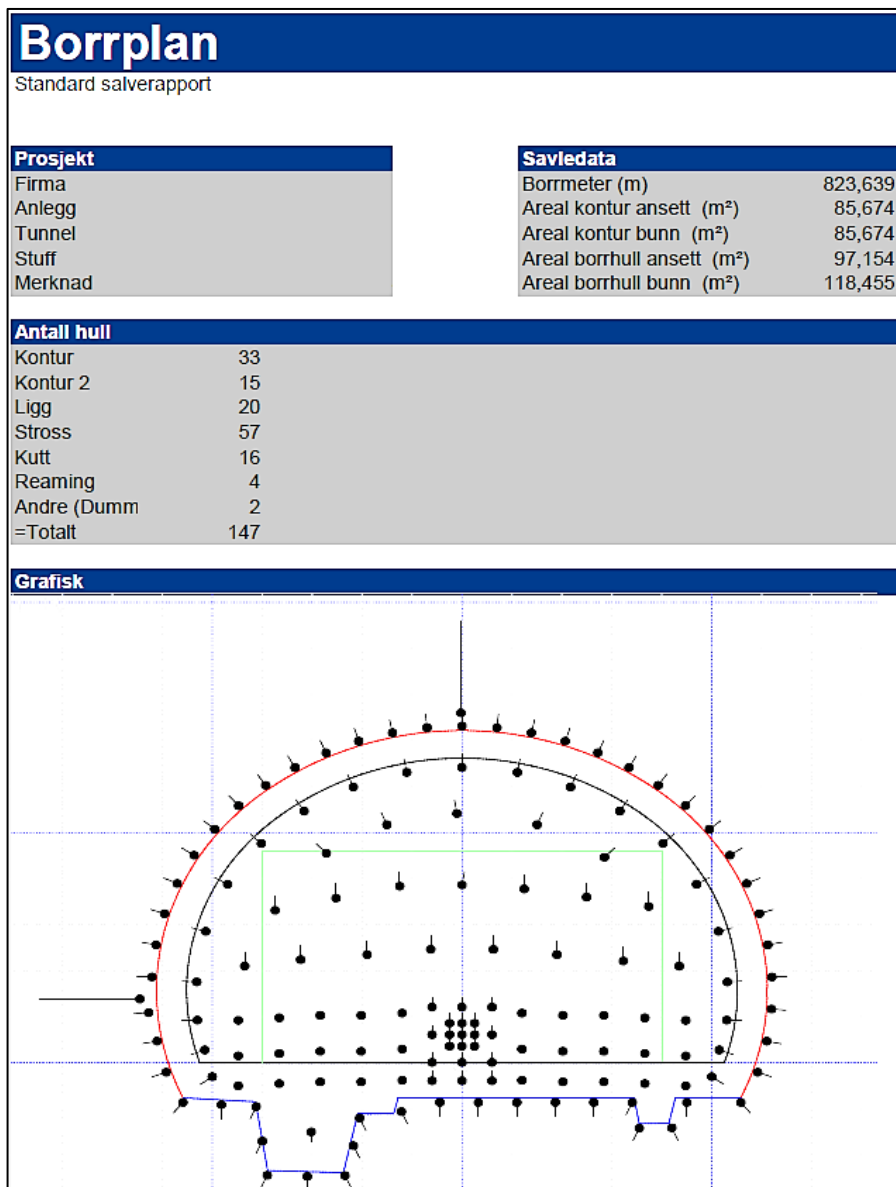 Borrplan
Standard salverapport
Prosjekt
Firma
Anlegg
Tunnel
Stuff
Merknad
Savledata
Borrmeter (m) 823,639
Areal kontur ansett (m²) 85,674
Areal kontur bunn (m²) 85,674
Areal borrhull ansett (m²) 97,154
Areal borrhull bunn (m²) 118,455
Antall hull
Kontur 33
Kontur 2 15
Ligg 20
Stross 57
Kutt 16
Reaming 4
Andre (Dumm 2
=Totalt 147
Grafisk